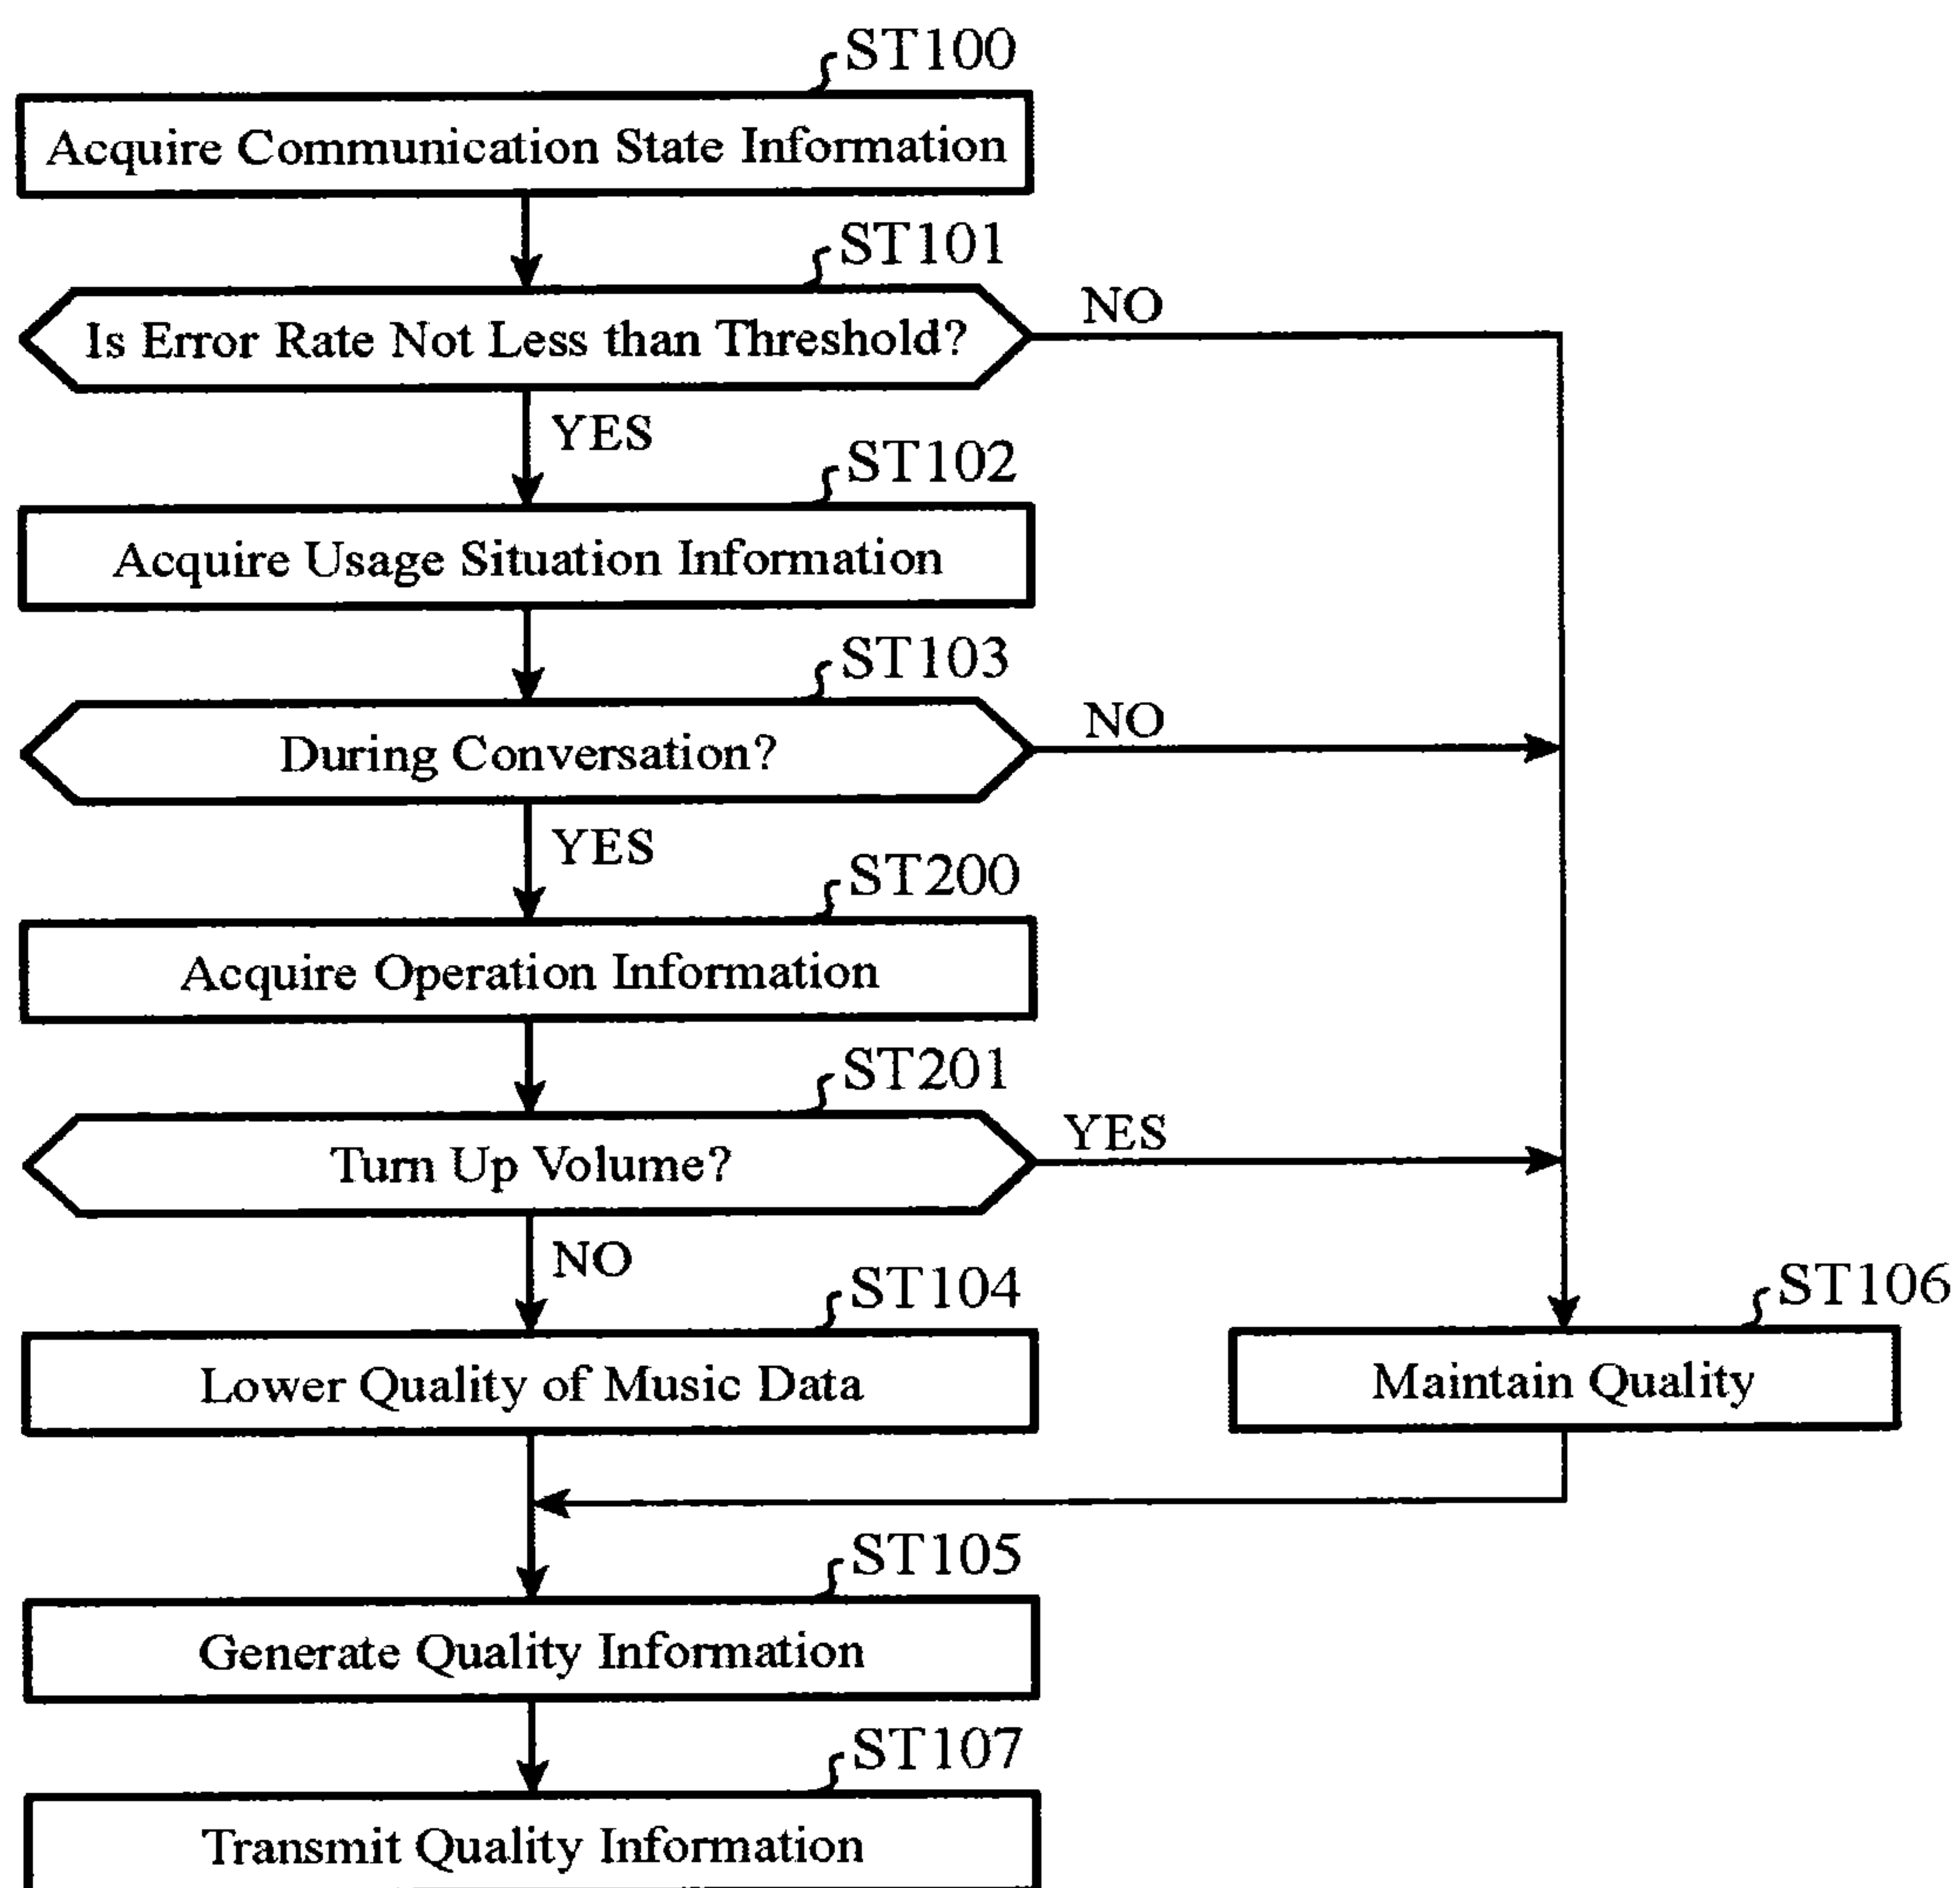 ST100
Acquire Communication State Information
ST101
Is Error Rate Not Less than Threshold?
NO
YES
ST102
Acquire Usage Situation Information
ST103
During Conversation?
NO
YES
ST200
Acquire Operation Information
ST201
Turn Up Volume?
YES
NO
ST104
Lower Quality of Music Data
ST106
Maintain Quality
ST105
Generate Quality Information
ST107
Transmit Quality Information